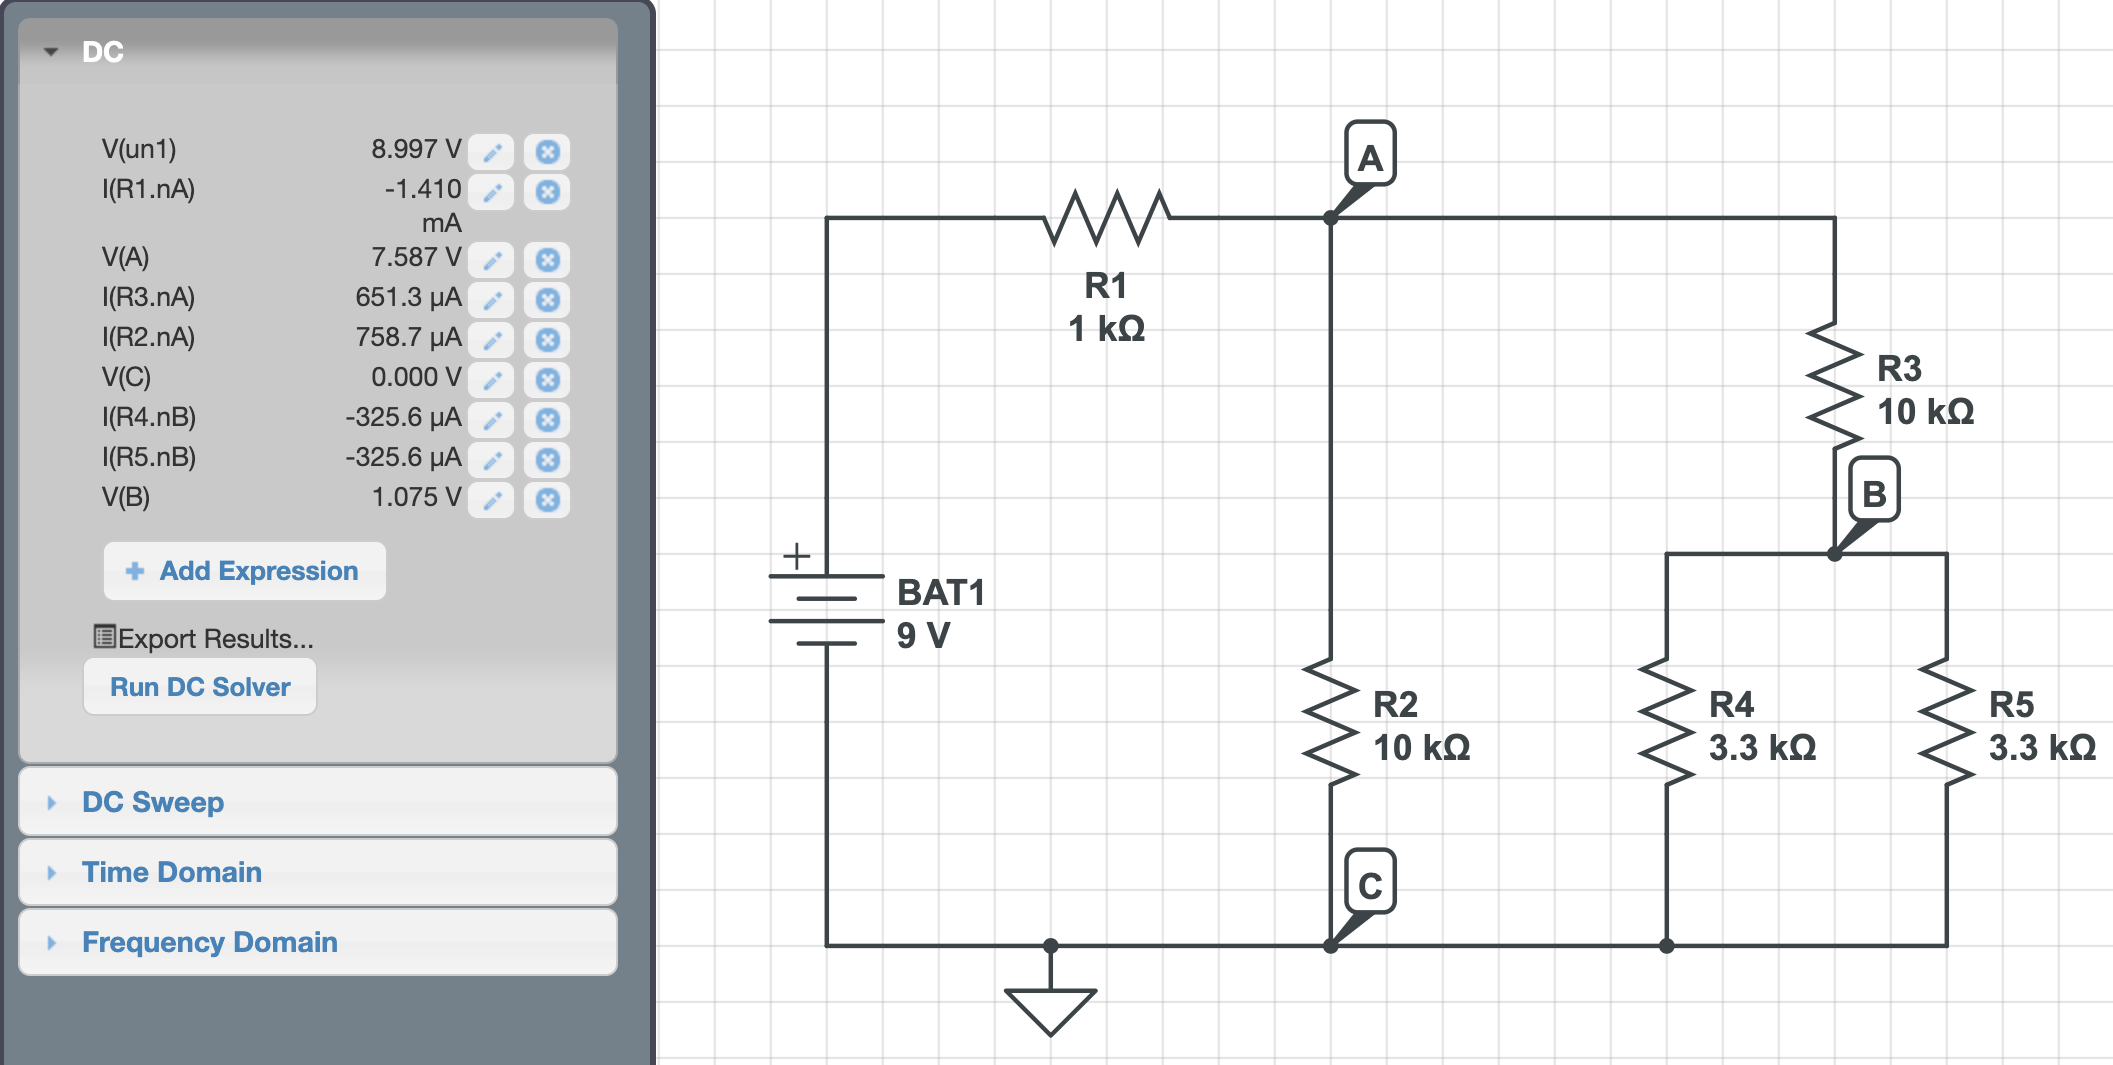 DC
V(un1) 8.997 V
I(R1.nA) -1.410
mA
V(A) 7.587 V
I(R3.nA) 651.3 µA
I(R2.nA) 758.7 µA
V(C) 0.000 V
I(R4.nB) -325.6 µA
I(R5.nB) -325.6 µA
V(B) 1.075 V
+ Add Expression
Export Results...
Run DC Solver
DC Sweep
Time Domain
Frequency Domain
A
R1
1 kΩ
R3
10 kΩ
B
+
BAT1
9 V
R2
10 kΩ
R4
3.3 kΩ
R5
3.3 kΩ
C